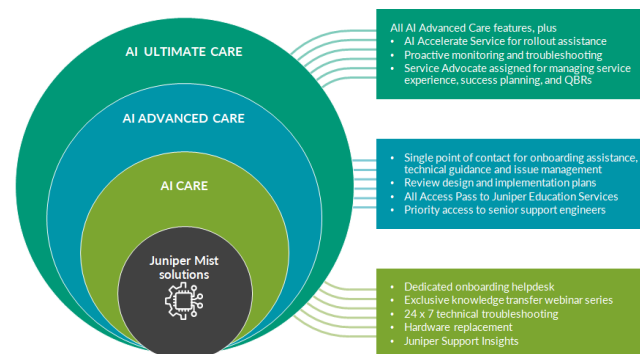 AI ULTIMATE CARE
AI ADVANCED CARE
AI CARE
Juniper Mist
solutions
All AI Advanced Care features, plus
• AI Accelerate Service for rollout assistance
• Proactive monitoring and troubleshooting
• Service Advocate assigned for managing service
experience, success planning, and QBRs
• Single point of contact for onboarding assistance,
technical guidance and issue management
• Review design and implementation plans
• All Access Pass to Juniper Education Services
• Priority access to senior support engineers
• Dedicated onboarding helpdesk
• Exclusive knowledge transfer webinar series
• 24 x 7 technical troubleshooting
• Hardware replacement
• Juniper Support Insights